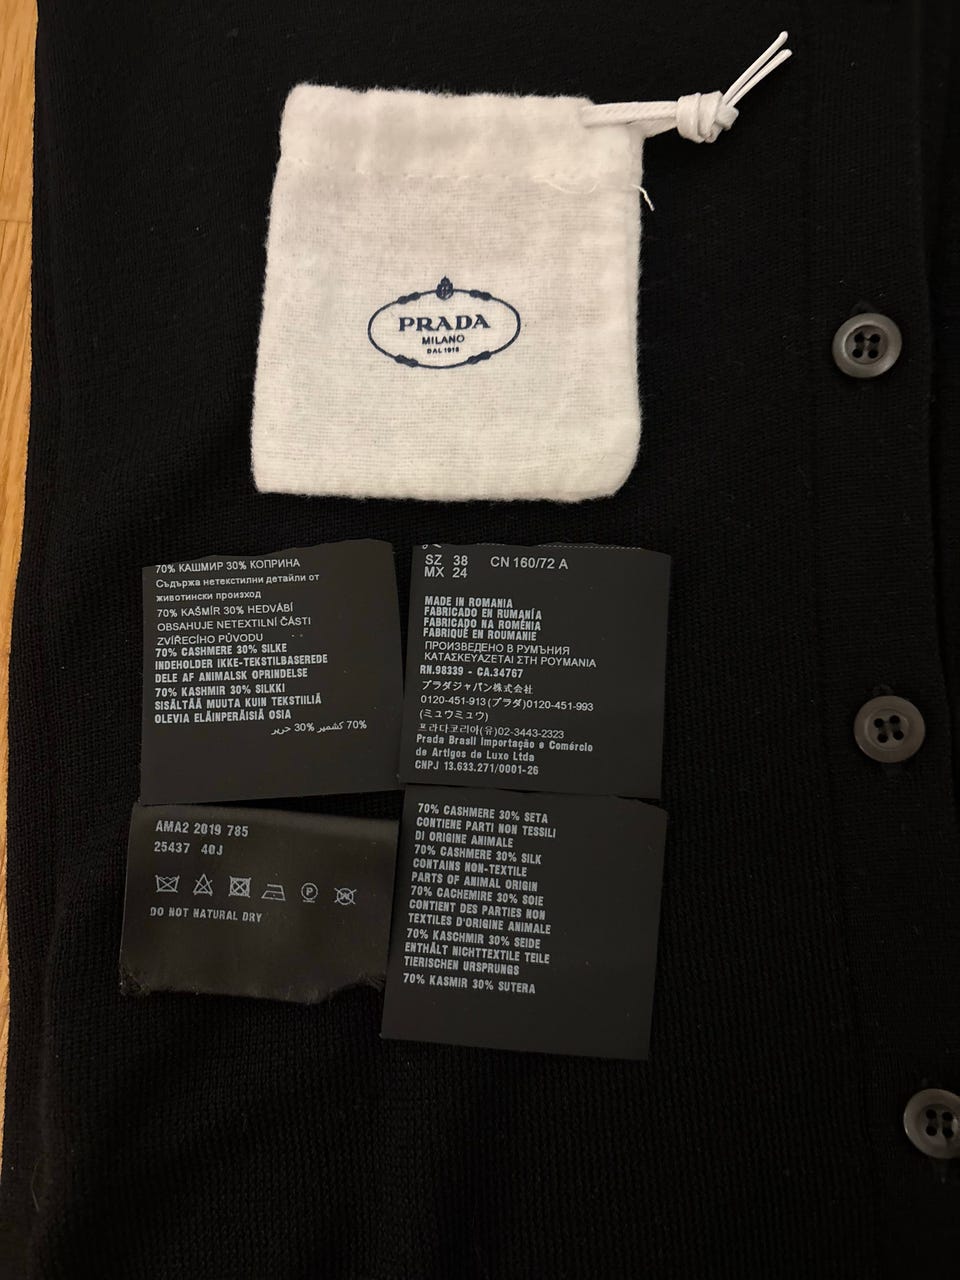 PRADA
MILANO
DAL 1913
70% КАШМИР 30% КОПРИНА
Съдържа нетекстилни детайли от
животински произход
70% KAŠMÍR 30% HEDVÁBÍ
OBSAHUJE NETEXTILNÍ ČÁSTI
ZVÍŘECÍHO PŮVODU
70% CASHMERE 30% SILKE
INDEHOLDER IKKE-TEKSTILBASEREDE
DELE AF ANIMALSK OPRINDELSE
70% KASHMIR 30% SILKKI
SISÄLTÄÄ MUUTA KUIN TEKSTIILIÄ
OLEVIA ELÄINPERÄISIÄ OSIA
70% كشمير 30% حرير
SZ 38 CN 160/72 A
MX 24
MADE IN ROMANIA
FABRICADO EN RUMANÍA
FABRICADO NA ROMÉNIA
FABRIQUÉ EN ROUMANIE
ПРОИЗВЕДЕНО В РУМЪНИЯ
ΚΑΤΑΣΚΕΥΑΖΕΤΑΙ ΣΤΗ ΡΟΥΜΑΝΙΑ
RN.98339 - CA.34767
プラダジャパン株式会社
0120-451-913 (プラダ)0120-451-993
(ミュウミュウ)
프라다코리아(유)02-3443-2323
Prada Brasil Importação e Comércio
de Artigos de Luxo Ltda
CNPJ 13.633.271/0001-26
AMA2 2019 785
25437 40J
P
DO NOT NATURAL DRY
70% CASHMERE 30% SETA
CONTIENE PARTI NON TESSILI
DI ORIGINE ANIMALE
70% CASHMERE 30% SILK
CONTAINS NON-TEXTILE
PARTS OF ANIMAL ORIGIN
70% CACHEMIRE 30% SOIE
CONTIENT DES PARTIES NON
TEXTILES D'ORIGINE ANIMALE
70% KASCHMIR 30% SEIDE
ENTHÄLT NICHTTEXTILE TEILE
TIERISCHEN URSPRUNGS
70% KASMIR 30% SUTERA